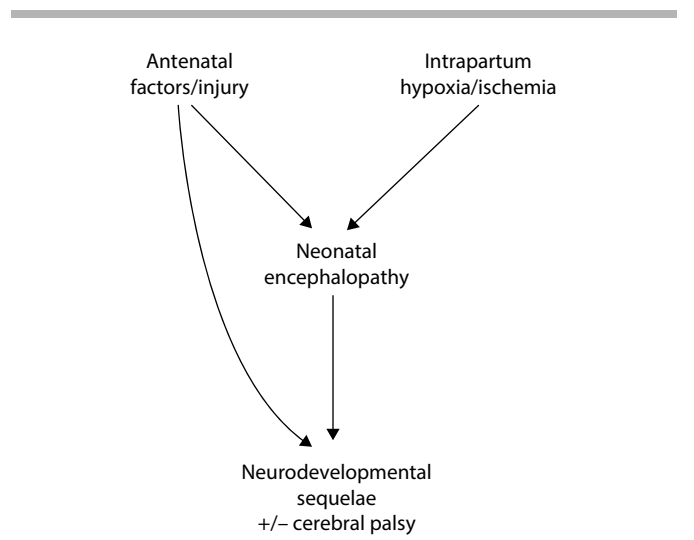 Antenatal
factors/injury
Intrapartum
hypoxia/ischemia
Neonatal
encephalopathy
Neurodevelopmental
sequelae
+/– cerebral palsy